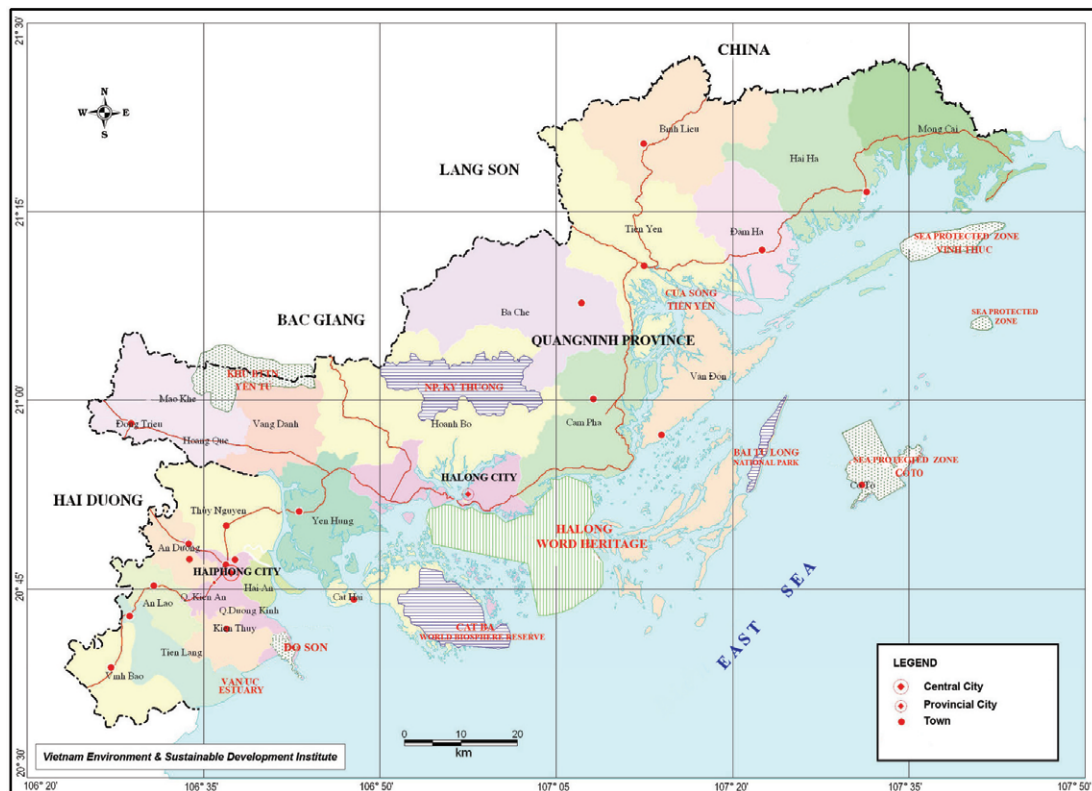 21° 30'
CHINA
N
W E
S
Binh Lieu
Mong Cai
Hai Ha
LANG SON
21° 15'
Tien Yen
Đam Ha
SEA PROTECTED ZONE
VINH THUC
CUA SONG
TIEN YEN
Ba Che
BAC GIANG
SEA PROTECTED
ZONE
QUANGNINH PROVINCE
Van Đon
KHU DTTN
YEN TU
NP. KY THUONG
21° 00'
Mao Khe
Đong Trieu
Vang Danh
Hoanh Bo
Cam Pha
Hoang Que
BAI TU LONG
NATIONAL PARK
SEA PROTECTED ZONE
CO TO
Co To
HALONG CITY
HAI DUONG
Thuy Nguyen
Yen Hung
HALONG
WORD HERITAGE
An Duong
HAIPHONG CITY
20° 45'
Q. Kien An
Hai An
Cat Hai
An Lao
Q.Duong Kinh
Kien Thuy
CAT BA
WORLD BIOSPHERE RESERVE
EAST SEA
DO SON
Tien Lang
Vinh Bao
VAN UC
ESTUARY
LEGEND
Central City
Provincial City
Town
0 10 20
km
Vietnam Environment & Sustainable Development Institute
20° 30'
106° 20' 106° 35' 106° 50' 107° 05' 107° 20' 107° 35' 107° 50'